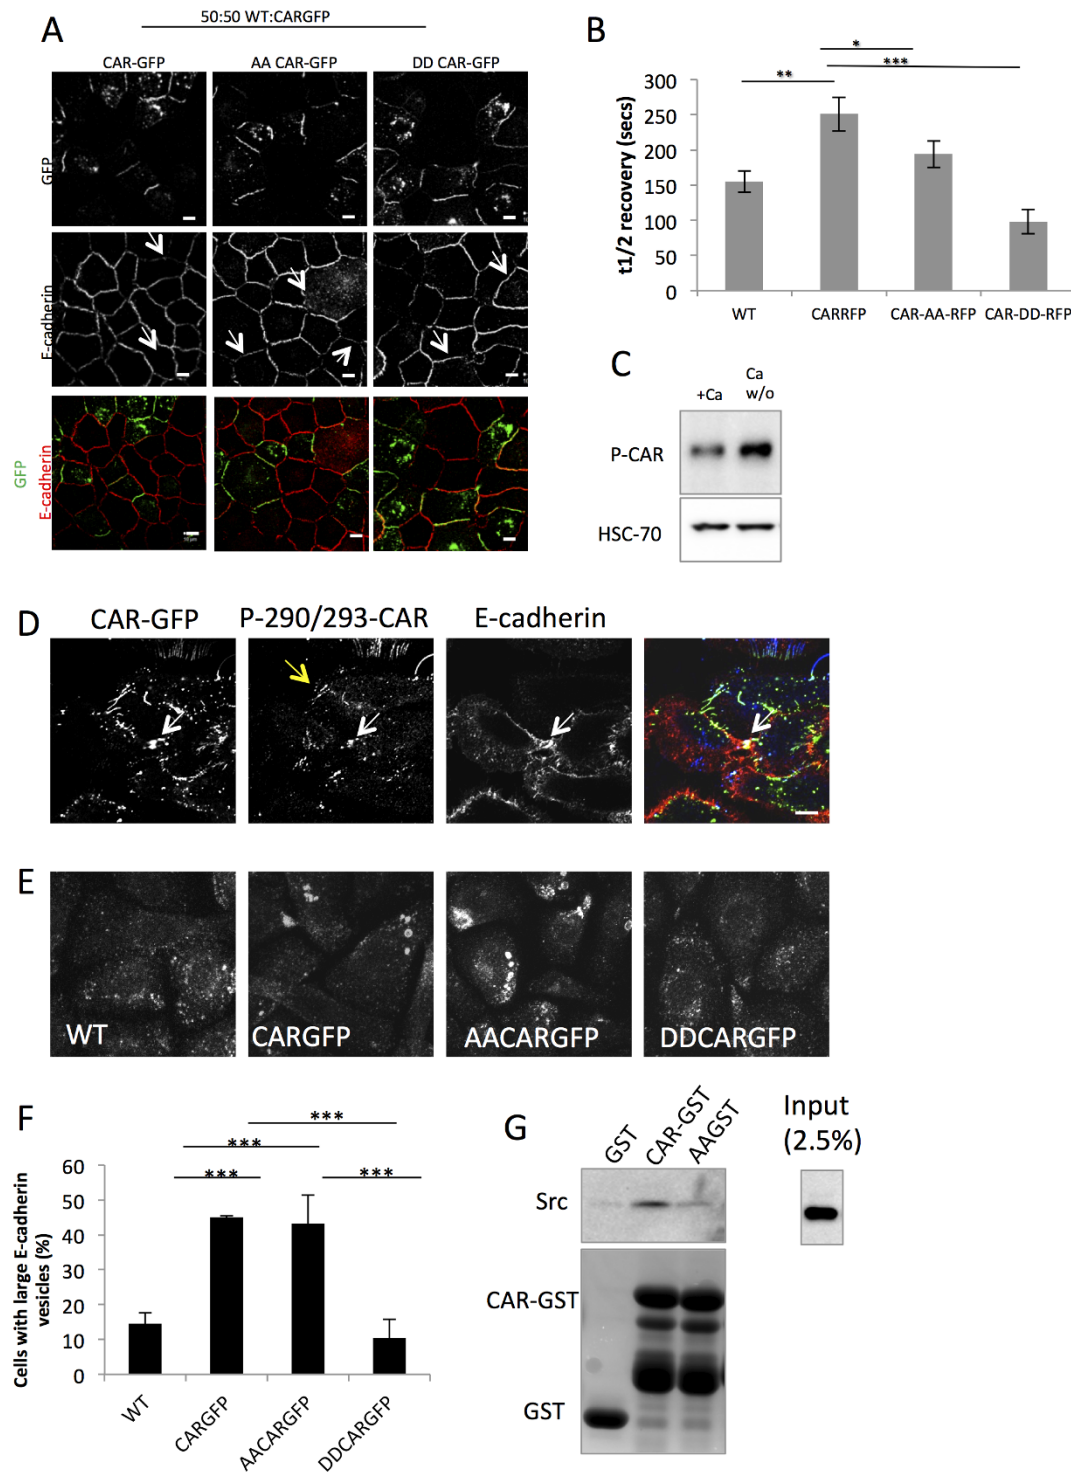 A
50:50 WT:CARGFP
CAR-GFP
AA CAR-GFP
DD CAR-GFP
GFP
E-cadherin
GFP
E-cadherin
B
*
***
**
t1/2 recovery (secs)
300
250
200
150
100
50
0
WT
CARRFP
CAR-AA-RFP
CAR-DD-RFP
C
+Ca
Ca
w/o
P-CAR
HSC-70
D
CAR-GFP
P-290/293-CAR
E-cadherin
E
WT
CARGFP
AACARGFP
DDCARGFP
F
***
***
***
***
Cells with large E-cadherin
vesicles (%)
60
50
40
30
20
10
0
WT
CARGFP
AACARGFP
DDCARGFP
G
GST
CAR-GST
AAGST
Input
(2.5%)
Src
CAR-GST
GST